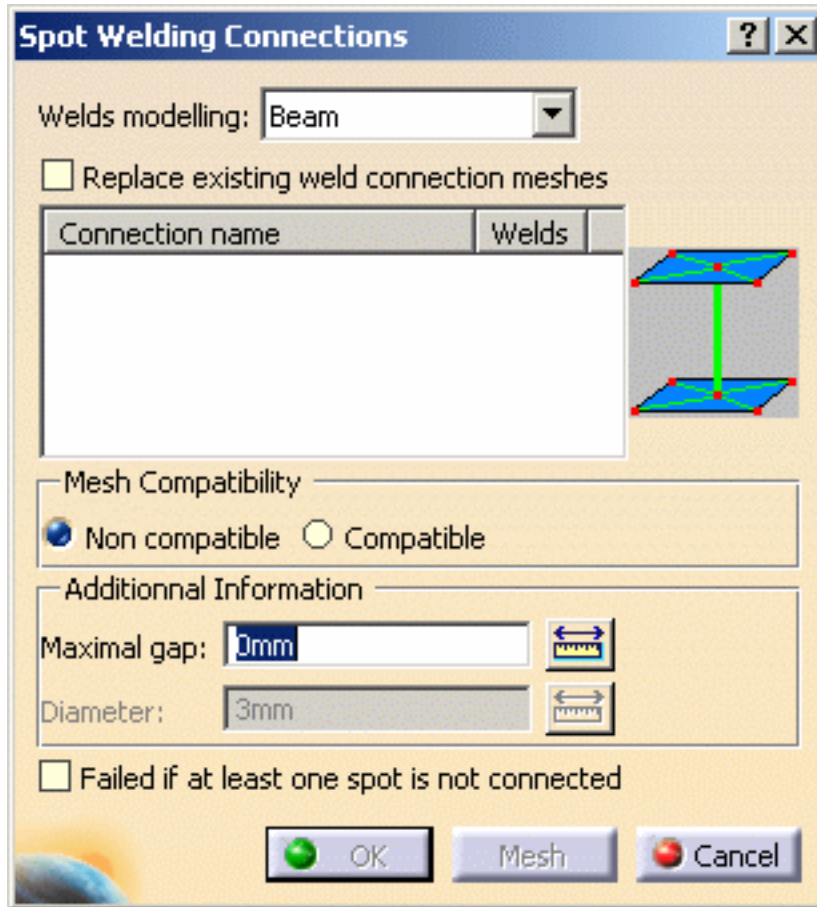 Spot Welding Connections ? X
Welds modelling: Beam
Replace existing weld connection meshes
Connection name Welds
Mesh Compatibility
Non compatible Compatible
Additionnal Information
Maximal gap: 0mm
Diameter: 3mm
Failed if at least one spot is not connected
OK Mesh Cancel